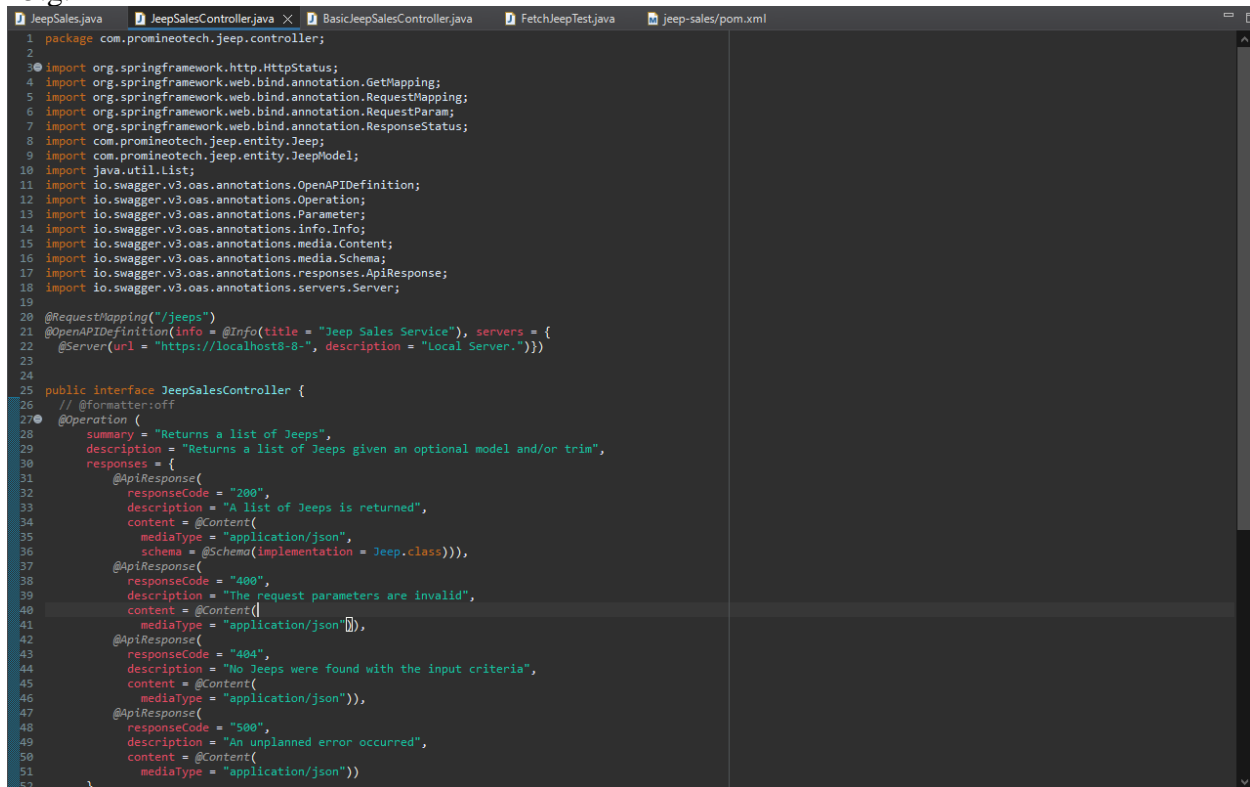 JeepSales.java JeepSalesController.java BasicJeepSalesController.java FetchJeepTest.java jeep-sales/pom.xml
1 package com.promineotech.jeep.controller;
2
3 import org.springframework.http.HttpStatus;
4 import org.springframework.web.bind.annotation.GetMapping;
5 import org.springframework.web.bind.annotation.RequestMapping;
6 import org.springframework.web.bind.annotation.RequestParam;
7 import org.springframework.web.bind.annotation.ResponseStatus;
8 import com.promineotech.jeep.entity.Jeep;
9 import com.promineotech.jeep.entity.JeepModel;
10 import java.util.List;
11 import io.swagger.v3.oas.annotations.OpenAPIDefinition;
12 import io.swagger.v3.oas.annotations.Operation;
13 import io.swagger.v3.oas.annotations.Parameter;
14 import io.swagger.v3.oas.annotations.info.Info;
15 import io.swagger.v3.oas.annotations.media.Content;
16 import io.swagger.v3.oas.annotations.media.Schema;
17 import io.swagger.v3.oas.annotations.responses.ApiResponse;
18 import io.swagger.v3.oas.annotations.servers.Server;
19
20 @RequestMapping("/jeeps")
21 @OpenAPIDefinition(info = @Info(title = "Jeep Sales Service"), servers = {
22 @Server(url = "https://localhost8-8-", description = "Local Server.")})
23
24
25 public interface JeepSalesController {
26 // @formatter:off
27 @Operation (
28 summary = "Returns a list of Jeeps",
29 description = "Returns a list of Jeeps given an optional model and/or trim",
30 responses = {
31 @ApiResponse(
32 responseCode = "200",
33 description = "A list of Jeeps is returned",
34 content = @Content(
35 mediaType = "application/json",
36 schema = @Schema(implementation = Jeep.class))),
37 @ApiResponse(
38 responseCode = "400",
39 description = "The request parameters are invalid",
40 content = @Content(
41 mediaType = "application/json")),
42 @ApiResponse(
43 responseCode = "404",
44 description = "No Jeeps were found with the input criteria",
45 content = @Content(
46 mediaType = "application/json")),
47 @ApiResponse(
48 responseCode = "500",
49 description = "An unplanned error occurred",
50 content = @Content(
51 mediaType = "application/json"))
52 }